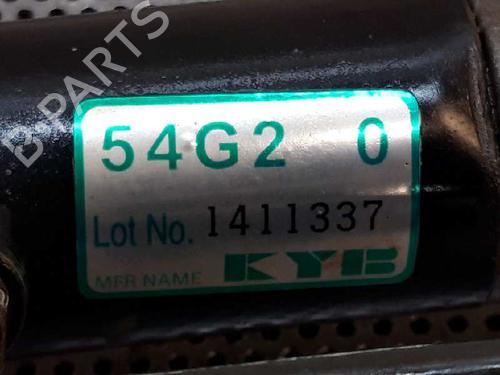 B-PARTS
54G2 0
Lot No. 1411337
MFR NAME KYB